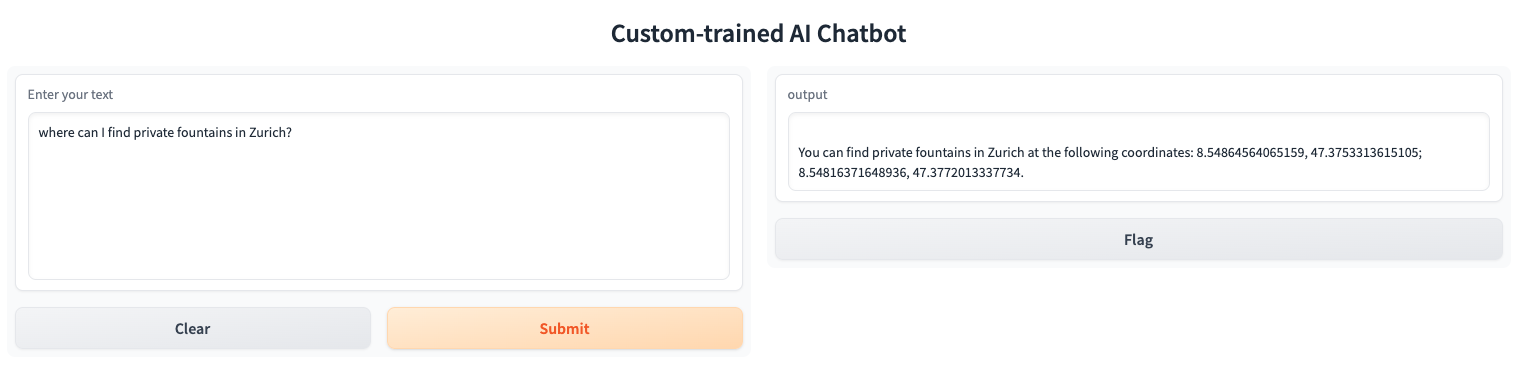 Custom-trained AI Chatbot
Enter your text
where can I find private fountains in Zurich?
Clear
Submit
output
You can find private fountains in Zurich at the following coordinates: 8.54864564065159, 47.3753313615105;
8.54816371648936, 47.3772013337734.
Flag